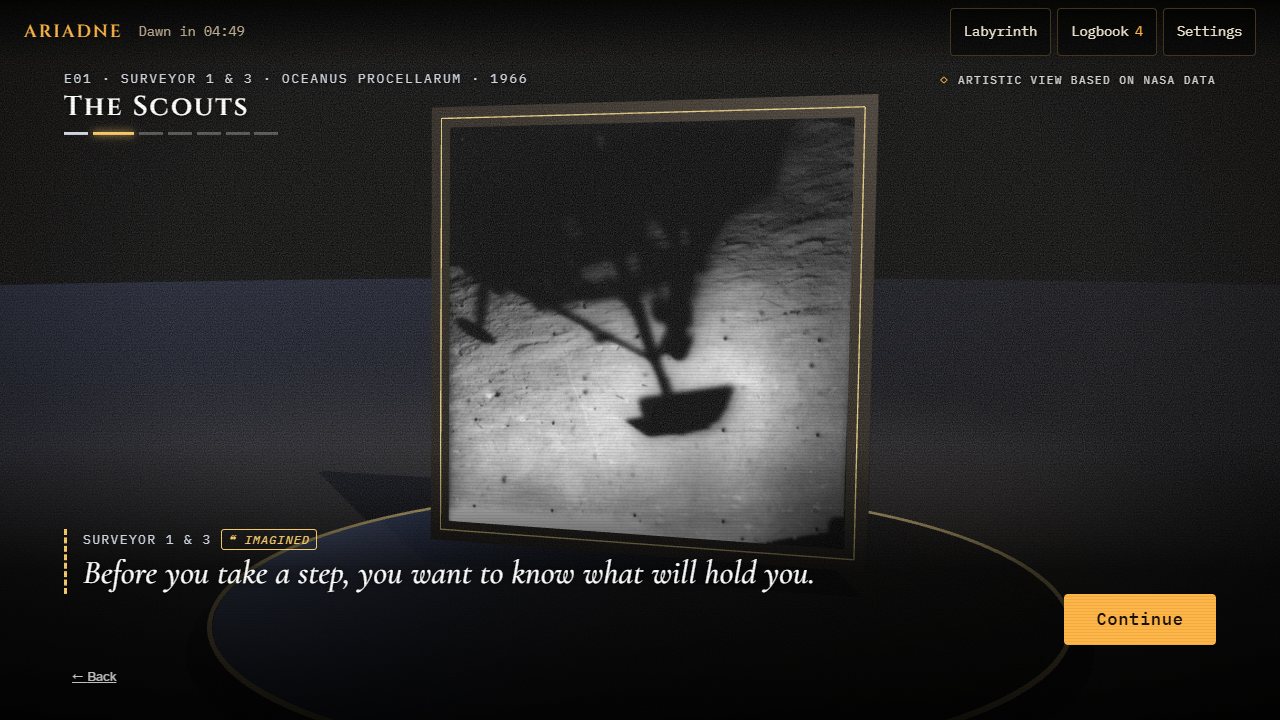 ARIADNE Dawn in 04:49 Labyrinth Logbook 4 Settings
E01 · SURVEYOR 1 & 3 · OCEANUS PROCELLARUM · 1966
◇ ARTISTIC VIEW BASED ON NASA DATA
The Scouts
SURVEYOR 1 & 3 ❝ IMAGINED
Before you take a step, you want to know what will hold you.
Continue
← Back